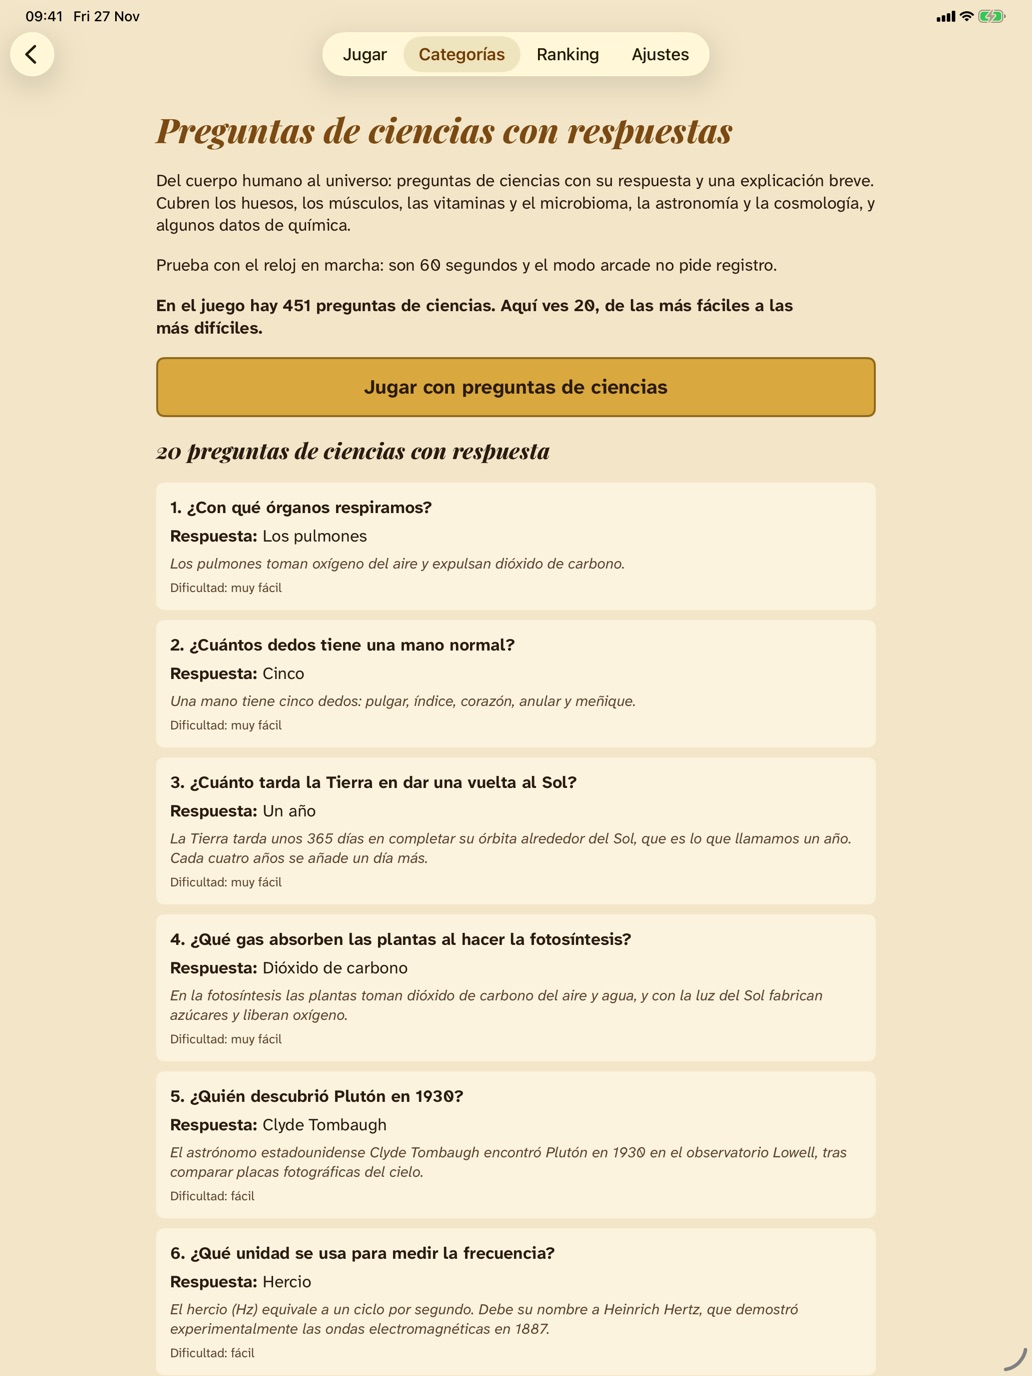 09:41 Fri 27 Nov
Jugar
Categorías
Ranking
Ajustes
Preguntas de ciencias con respuestas
Del cuerpo humano al universo: preguntas de ciencias con su respuesta y una explicación breve.
Cubren los huesos, los músculos, las vitaminas y el microbioma, la astronomía y la cosmología, y
algunos datos de química.
Prueba con el reloj en marcha: son 60 segundos y el modo arcade no pide registro.
En el juego hay 451 preguntas de ciencias. Aquí ves 20, de las más fáciles a las
más difíciles.
Jugar con preguntas de ciencias
20 preguntas de ciencias con respuesta
1. ¿Con qué órganos respiramos?
Respuesta: Los pulmones
Los pulmones toman oxígeno del aire y expulsan dióxido de carbono.
Dificultad: muy fácil
2. ¿Cuántos dedos tiene una mano normal?
Respuesta: Cinco
Una mano tiene cinco dedos: pulgar, índice, corazón, anular y meñique.
Dificultad: muy fácil
3. ¿Cuánto tarda la Tierra en dar una vuelta al Sol?
Respuesta: Un año
La Tierra tarda unos 365 días en completar su órbita alrededor del Sol, que es lo que llamamos un año.
Cada cuatro años se añade un día más.
Dificultad: muy fácil
4. ¿Qué gas absorben las plantas al hacer la fotosíntesis?
Respuesta: Dióxido de carbono
En la fotosíntesis las plantas toman dióxido de carbono del aire y agua, y con la luz del Sol fabrican
azúcares y liberan oxígeno.
Dificultad: muy fácil
5. ¿Quién descubrió Plutón en 1930?
Respuesta: Clyde Tombaugh
El astrónomo estadounidense Clyde Tombaugh encontró Plutón en 1930 en el observatorio Lowell, tras
comparar placas fotográficas del cielo.
Dificultad: fácil
6. ¿Qué unidad se usa para medir la frecuencia?
Respuesta: Hercio
El hercio (Hz) equivale a un ciclo por segundo. Debe su nombre a Heinrich Hertz, que demostró
experimentalmente las ondas electromagnéticas en 1887.
Dificultad: fácil